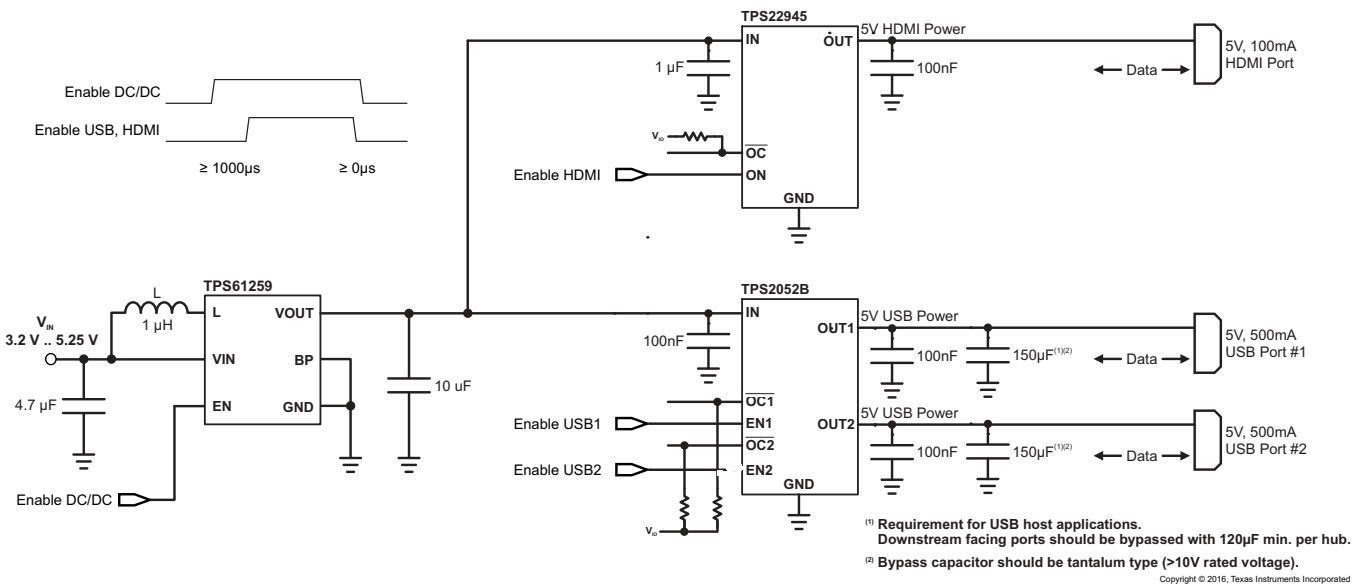 TPS22945
IN
OUT
5V HDMI Power
1 µF
100nF
Data
5V, 100mA
HDMI Port
Enable DC/DC
Enable USB, HDMI
≥ 1000µs
≥ 0µs
VIO
OC
ON
Enable HDMI
GND
TPS61259
L
1 µH
L
VOUT
VIN
3.2 V .. 5.25 V
VIN
BP
EN
GND
4.7 µF
10 uF
Enable DC/DC
TPS2052B
IN
100nF
OUT1
5V USB Power
100nF
150µF(1)(2)
Data
5V, 500mA
USB Port #1
OC1
Enable USB1
EN1
OC2
Enable USB2
EN2
GND
VIO
OUT2
5V USB Power
100nF
150µF(1)(2)
Data
5V, 500mA
USB Port #2
(1) Requirement for USB host applications.
Downstream facing ports should be bypassed with 120µF min. per hub.
(2) Bypass capacitor should be tantalum type (>10V rated voltage).
Copyright © 2016, Texas Instruments Incorporated